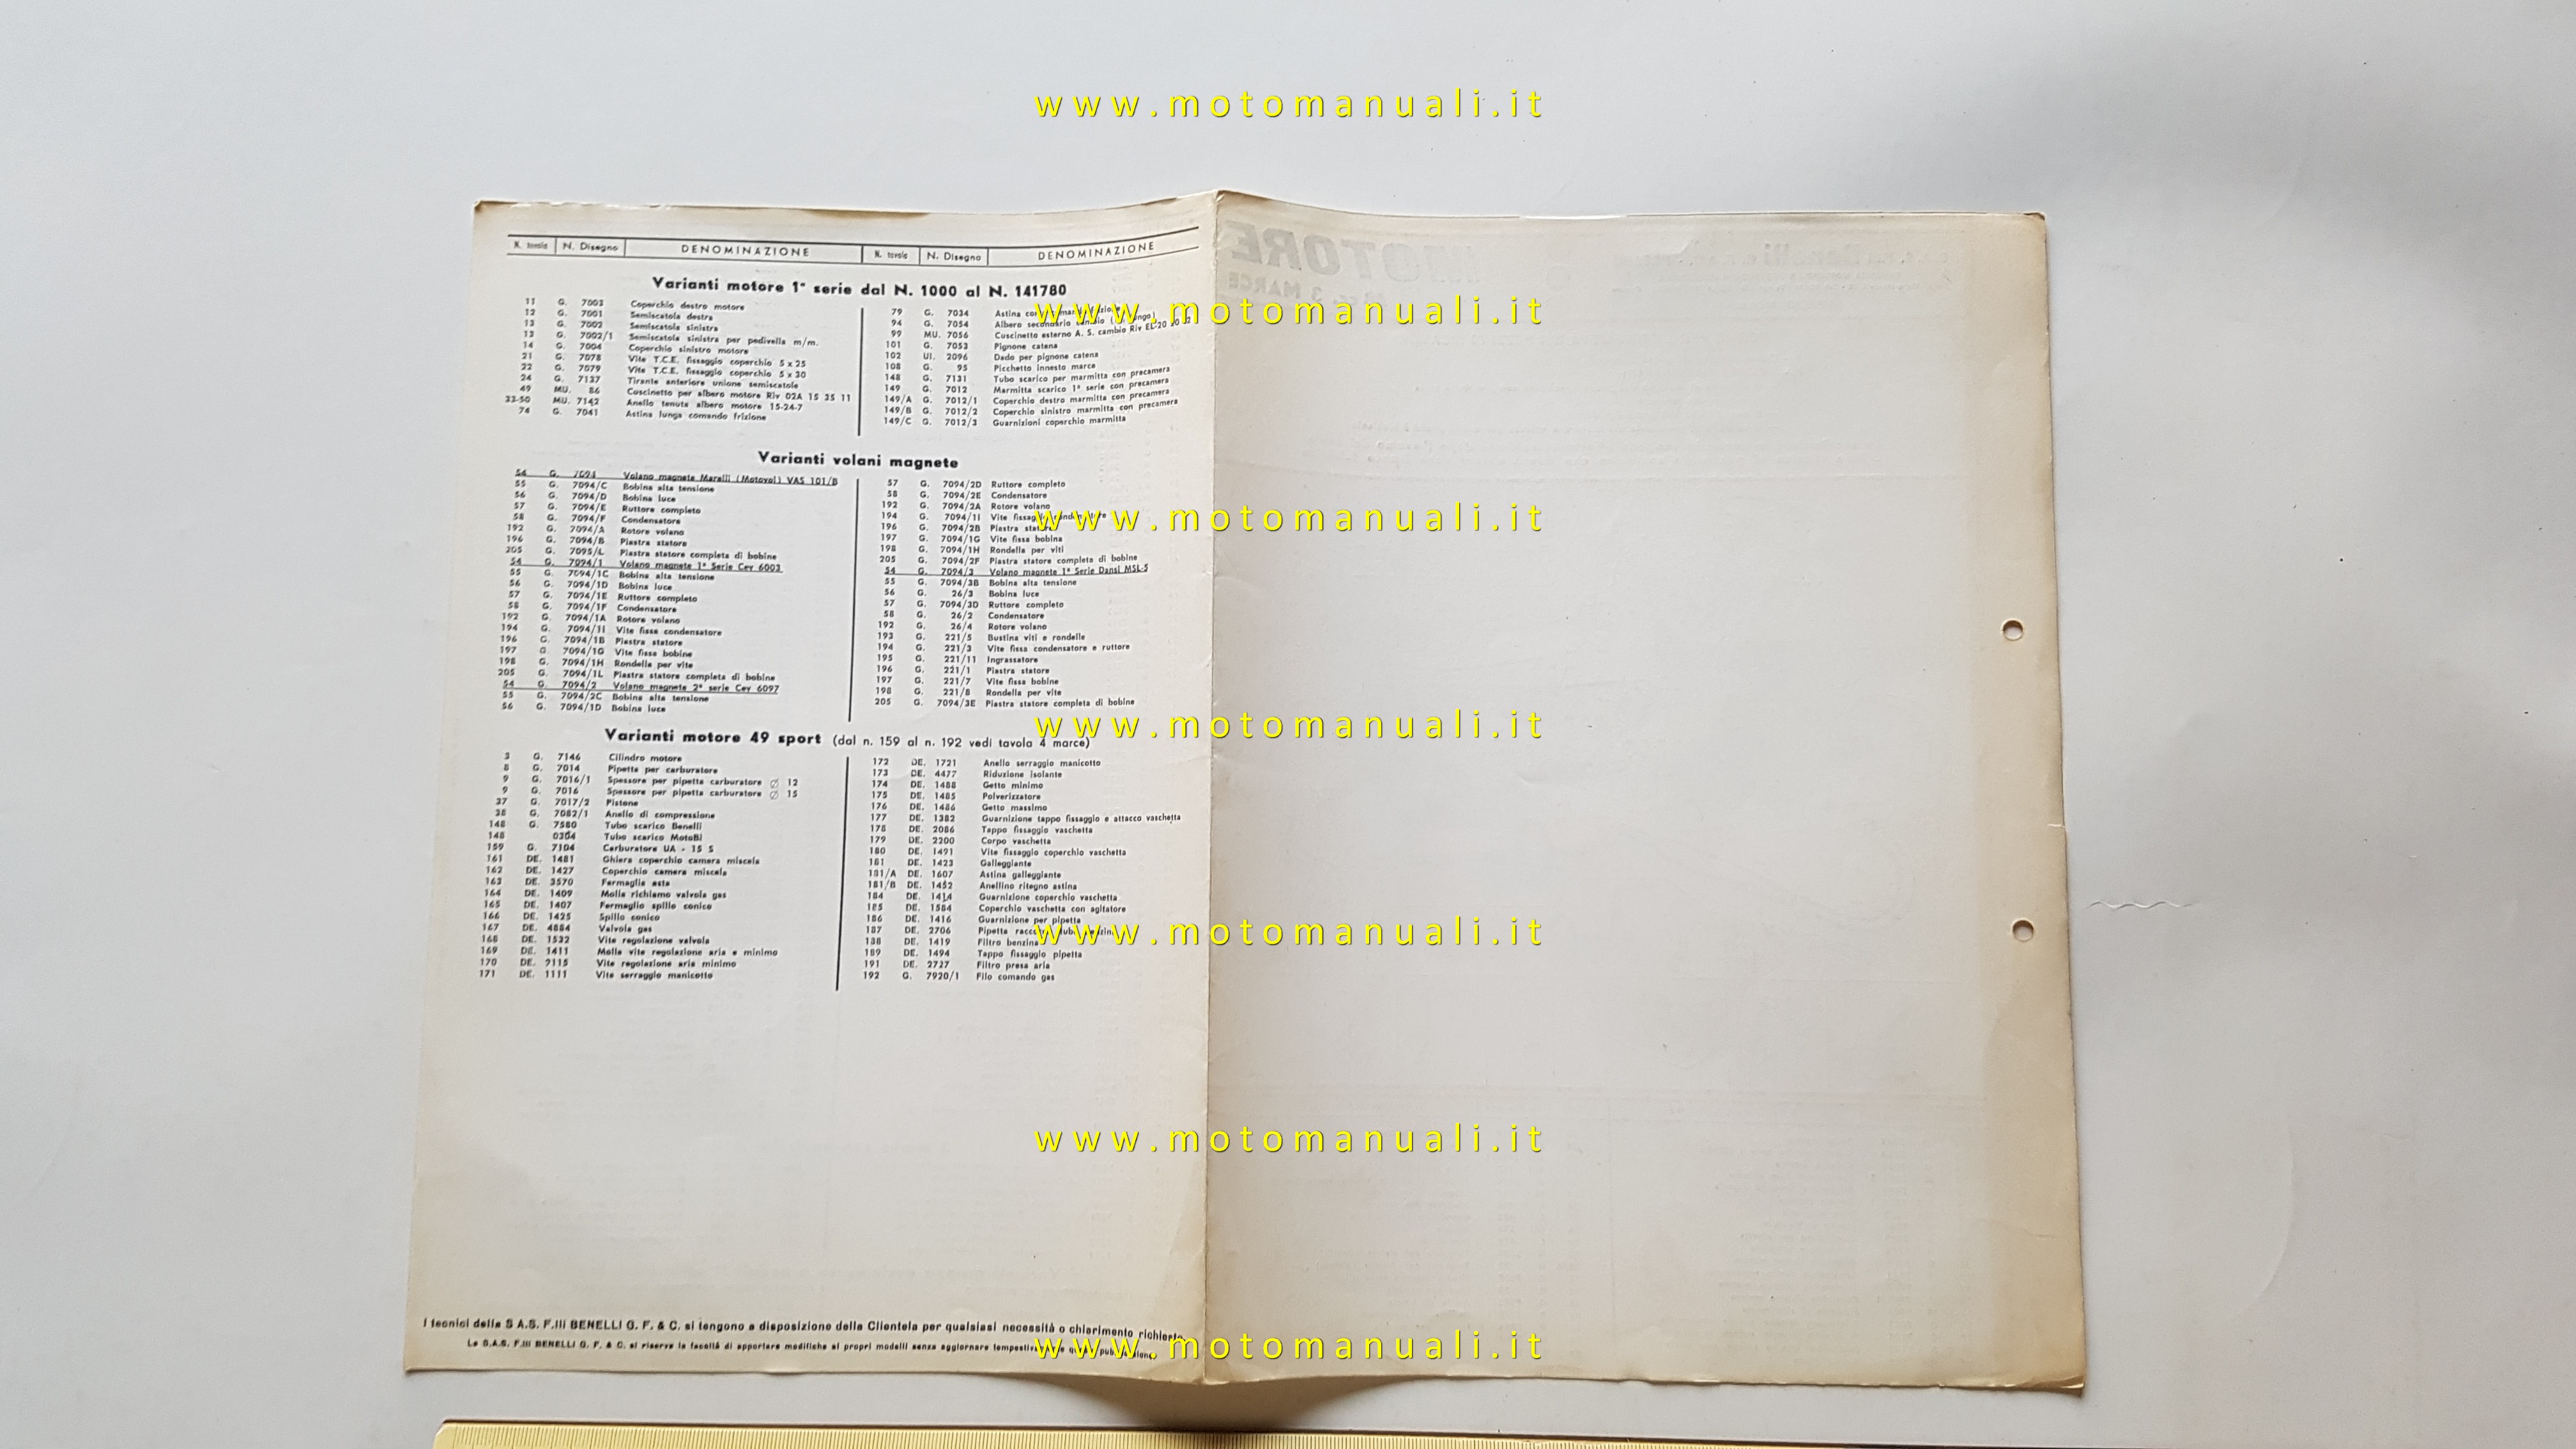 www.motomanuali.it
N. tavola N. Disegno DENOMINAZIONE N. tavola N. Disegno DENOMINAZIONE
Varianti motore 1ª serie dal N. 1000 al N. 141780
11 G. 7003 Coperchio destro motore
12 G. 7001 Semiscatola destra
13 G. 7002 Semiscatola sinistra
13 G. 7002/1 Semiscatola sinistra per pedivella m/m.
14 G. 7004 Coperchio sinistro motore
21 G. 7078 Vite T.C.E. fissaggio coperchio 5 x 25
22 G. 7079 Vite T.C.E. fissaggio coperchio 5 x 30
24 G. 7137 Tirante anteriore unione semiscatole
49 MU. 86 Cuscinetto per albero motore Riv 02A 15 35 11
33-50 MU. 7142 Anello tenuta albero motore 15-24-7
74 G. 7041 Astina lunga comando frizione
79 G. 7034 Astina
94 G. 7054 Albero secondario cambio
99 MU. 7056 Cuscinetto esterno A. S. cambio Riv EL 20
101 G. 7053 Pignone catena
102 UI. 2096 Dado per pignone catena
108 G. 95 Picchetto innesto marce
148 G. 7131 Tubo scarico per marmitta con precamera
149 G. 7012 Marmitta scarico 1ª serie con precamera
149/A G. 7012/1 Coperchio destro marmitta con precamera
149/B G. 7012/2 Coperchio sinistro marmitta con precamera
149/C G. 7012/3 Guarnizioni coperchio marmitta
www.motomanuali.it
Varianti volani magnete
54 G. 7094 Volano magnete Marelli (Motovol) VAS 101/B
55 G. 7094/C Bobina alta tensione
56 G. 7094/D Bobina luce
57 G. 7094/E Ruttore completo
58 G. 7094/F Condensatore
192 G. 7094/A Rotore volano
196 G. 7094/B Piastra statore
205 G. 7095/L Piastra statore completa di bobine
54 G. 7094/1 Volano magnete 1ª Serie Cev 6003
55 G. 7094/1C Bobina alta tensione
56 G. 7094/1D Bobina luce
57 G. 7094/1E Ruttore completo
58 G. 7094/1F Condensatore
192 G. 7094/1A Rotore volano
194 G. 7094/1I Vite fissa condensatore
196 G. 7094/1B Piastra statore
197 G. 7094/1G Vite fissa bobine
198 G. 7094/1H Rondella per vite
205 G. 7094/1L Piastra statore completa di bobine
54 G. 7094/2 Volano magnete 2ª serie Cev 6097
55 G. 7094/2C Bobina alta tensione
56 G. 7094/1D Bobina luce
57 G. 7094/2D Ruttore completo
58 G. 7094/2E Condensatore
192 G. 7094/2A Rotore volano
194 G. 7094/1I Vite
196 G. 7094/2B Piastra statore
197 G. 7094/1G Vite fissa bobina
198 G. 7094/1H Rondella per viti
205 G. 7094/2F Piastra statore completa di bobine
54 G. 7094/3 Volano magnete 1ª Serie Dansi MSL-5
55 G. 7094/3B Bobina alta tensione
56 G. 26/3 Bobina luce
57 G. 7094/3D Ruttore completo
58 G. 26/2 Condensatore
192 G. 26/4 Rotore volano
193 G. 221/5 Bustina viti e rondelle
194 G. 221/3 Vite fissa condensatore e ruttore
195 G. 221/11 Ingrassatore
196 G. 221/1 Piastra statore
197 G. 221/7 Vite fissa bobine
198 G. 221/8 Rondella per vite
205 G. 7094/3E Piastra statore completa di bobine
www.motomanuali.it
www.motomanuali.it
Varianti motore 49 sport (dal n. 159 al n. 192 vedi tavola 4 marce)
3 G. 7146 Cilindro motore
8 G. 7014 Pipetta per carburatore
9 G. 7016/1 Spessore per pipetta carburatore ∅ 12
9 G. 7016 Spessore per pipetta carburatore ∅ 15
37 G. 7017/2 Pistone
38 G. 7082/1 Anello di compressione
148 G. 7580 Tubo scarico Benelli
148 0304 Tubo scarico MotoBi
159 G. 7104 Carburatore UA - 15 S
161 DE. 1481 Ghiera coperchio camera miscela
162 DE. 1427 Coperchio camera miscela
163 DE. 3570 Fermaglia asta
164 DE. 1409 Molla richiamo valvola gas
165 DE. 1407 Fermaglio spillo conico
166 DE. 1425 Spillo conico
167 DE. 4884 Valvola gas
168 DE. 1532 Vite regolazione valvola
169 DE. 1411 Molla vite regolazione aria e minimo
170 DE. 2115 Vite regolazione aria minimo
171 DE. 1111 Vite serraggio manicotto
172 DE. 1721 Anello serraggio manicotto
173 DE. 4477 Riduzione isolante
174 DE. 1488 Getto minimo
175 DE. 1485 Polverizzatore
176 DE. 1486 Getto massimo
177 DE. 1382 Guarnizione tappo fissaggio e attacco vaschetta
178 DE. 2086 Tappo fissaggio vaschetta
179 DE. 2200 Corpo vaschetta
180 DE. 1491 Vite fissaggio coperchio vaschetta
181 DE. 1423 Galleggiante
181/A DE. 1607 Astina galleggiante
181/B DE. 1452 Anellino ritegno astina
184 DE. 1414 Guarnizione coperchio vaschetta
185 DE. 1584 Coperchio vaschetta con agitatore
186 DE. 1416 Guarnizione per pipetta
187 DE. 2706 Pipetta
188 DE. 1419 Filtro benzina
189 DE. 1494 Tappo fissaggio pipetta
191 DE. 2727 Filtro presa aria
192 G. 7920/1 Filo comando gas
www.motomanuali.it
www.motomanuali.it
I tecnici della S.A.S. F.lli BENELLI G. F. & C. si tengono a disposizione della Clientela per qualsiasi necessità o chiarimento richiesto
La S.A.S. F.lli BENELLI G. F. & C. si riserva la facoltà di apportare modifiche ai propri modelli senza aggiornare
www.motomanuali.it
MOTORE
3 MARCE